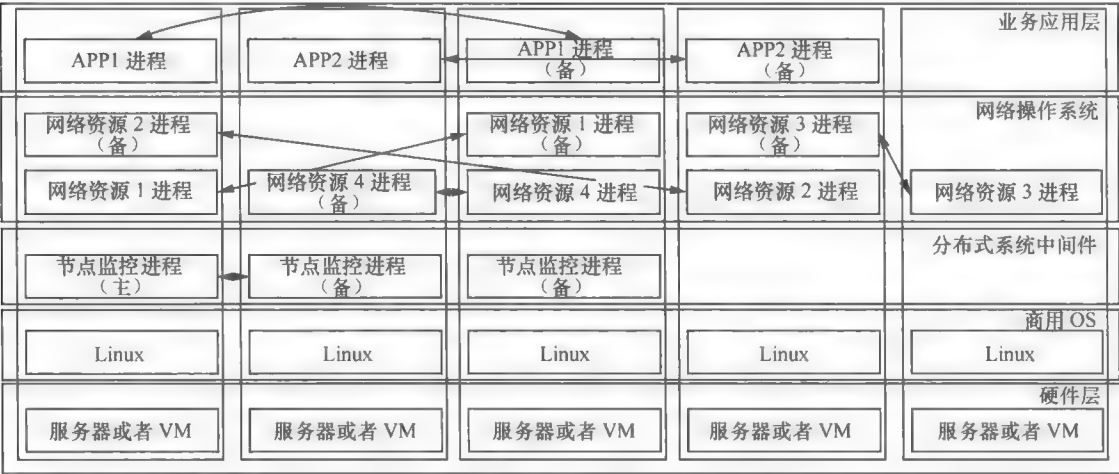 业务应用层
APP1 进程
APP2 进程
APP1 进程
（备）
APP2 进程
（备）
网络操作系统
网络资源 2 进程
（备）
网络资源 1 进程
（备）
网络资源 3 进程
（备）
网络资源 1 进程
网络资源 4 进程
（备）
网络资源 4 进程
网络资源 2 进程
网络资源 3 进程
分布式系统中间件
节点监控进程
（主）
节点监控进程
（备）
节点监控进程
（备）
商用 OS
Linux
Linux
Linux
Linux
Linux
硬件层
服务器或者 VM
服务器或者 VM
服务器或者 VM
服务器或者 VM
服务器或者 VM